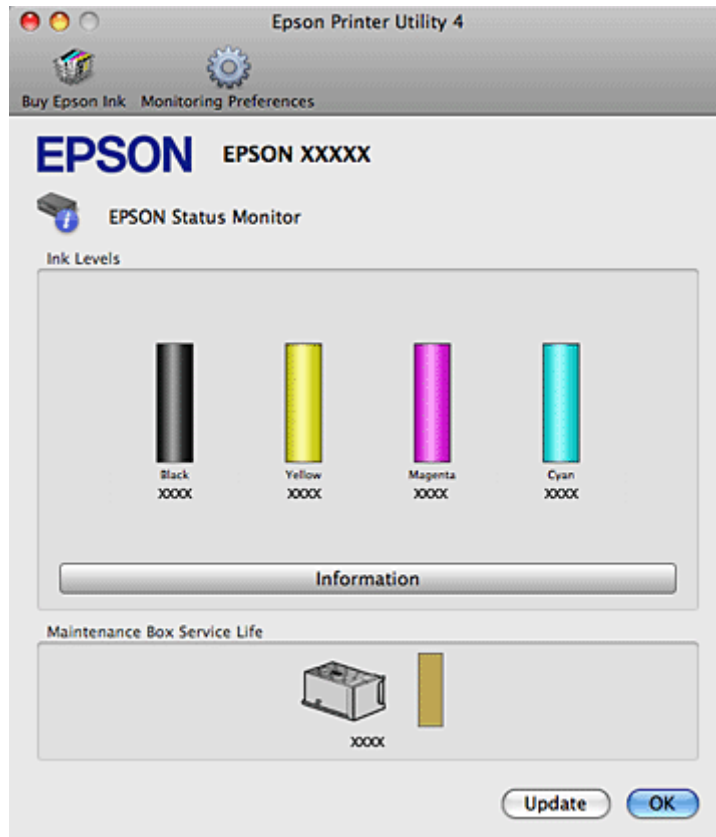 Epson Printer Utility 4
Buy Epson Ink Monitoring Preferences
EPSON EPSON XXXXX
EPSON Status Monitor
Ink Levels
Black Yellow Magenta Cyan
XXXX XXXX XXXX XXXX
Information
Maintenance Box Service Life
XXXX
Update OK